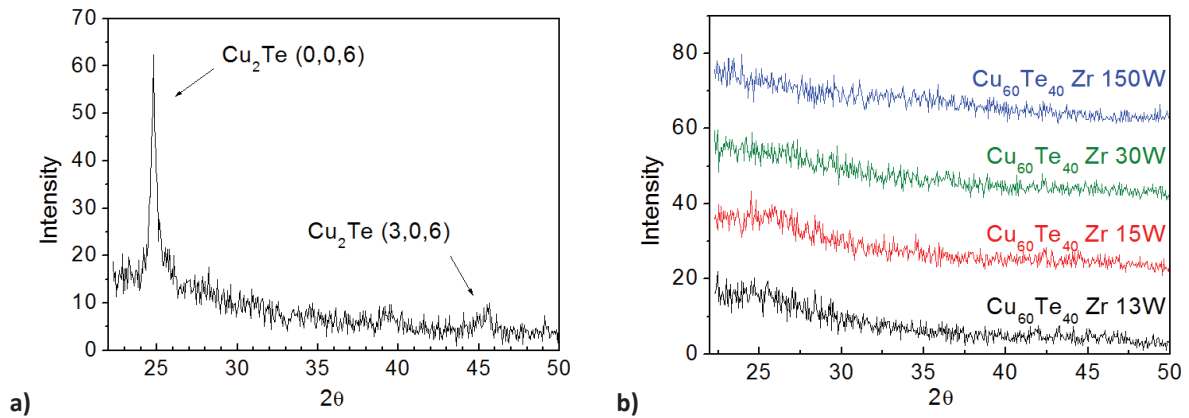 70
60
50
40
30
20
10
0
Intensity
Cu₂Te (0,0,6)
Cu₂Te (3,0,6)
25 30 35 40 45 50
2θ
a)
80
60
40
20
0
Intensity
Cu₆₀Te₄₀ Zr 150W
Cu₆₀Te₄₀ Zr 30W
Cu₆₀Te₄₀ Zr 15W
Cu₆₀Te₄₀ Zr 13W
25 30 35 40 45 50
2θ
b)